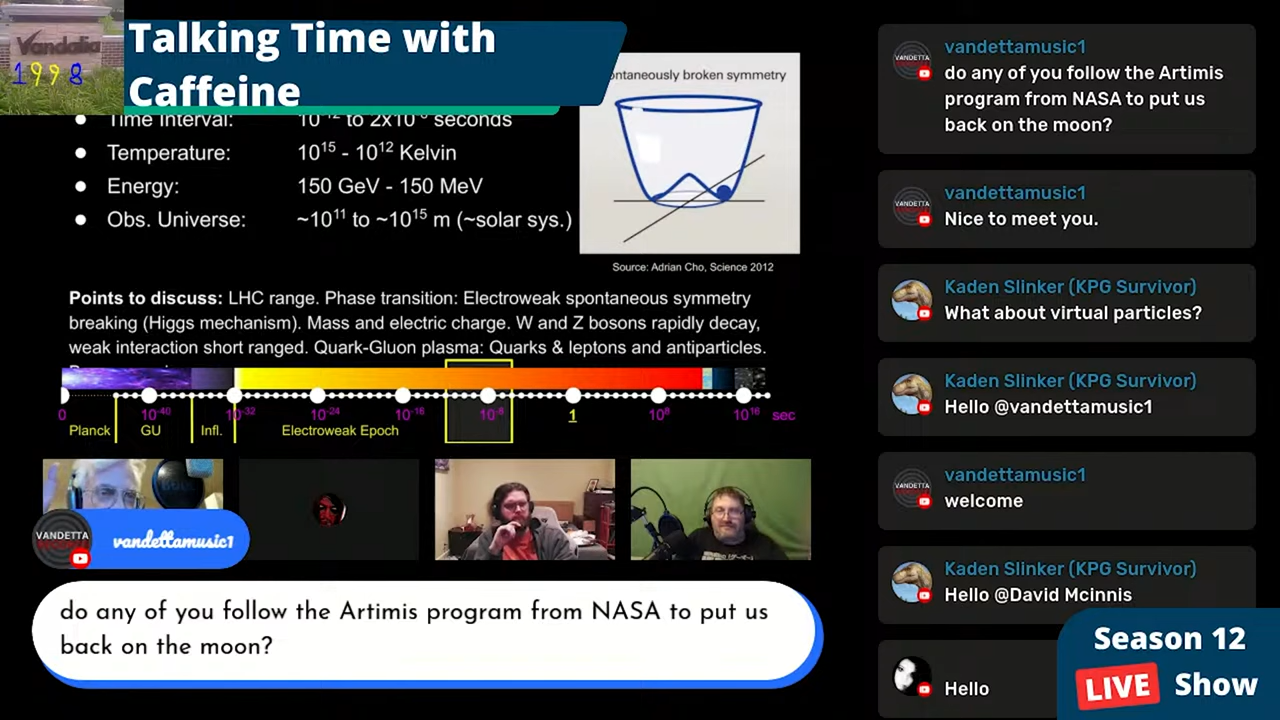 Vandalia
1998
Talking Time with
Caffeine
ontaneously broken symmetry
Time Interval: 10⁻¹² to 2x10⁻⁶ seconds
Temperature: 10¹⁵ - 10¹² Kelvin
Energy: 150 GeV - 150 MeV
Obs. Universe: ~10¹¹ to ~10¹⁵ m (~solar sys.)
Source: Adrian Cho, Science 2012
Points to discuss: LHC range. Phase transition: Electroweak spontaneous symmetry
breaking (Higgs mechanism). Mass and electric charge. W and Z bosons rapidly decay,
weak interaction short ranged. Quark-Gluon plasma: Quarks & leptons and antiparticles.
0 10⁻⁴⁰ 10⁻³² 10⁻²⁴ 10⁻¹⁶ 10⁻⁸ 1 10⁸ 10¹⁶ sec
Planck GU Infl. Electroweak Epoch
VANDETTA
vandettamusic1
do any of you follow the Artimis program from NASA to put us
back on the moon?
vandettamusic1
do any of you follow the Artimis
program from NASA to put us
back on the moon?
vandettamusic1
Nice to meet you.
Kaden Slinker (KPG Survivor)
What about virtual particles?
Kaden Slinker (KPG Survivor)
Hello @vandettamusic1
vandettamusic1
welcome
Kaden Slinker (KPG Survivor)
Hello @David Mcinnis
Hello
Season 12
LIVE Show